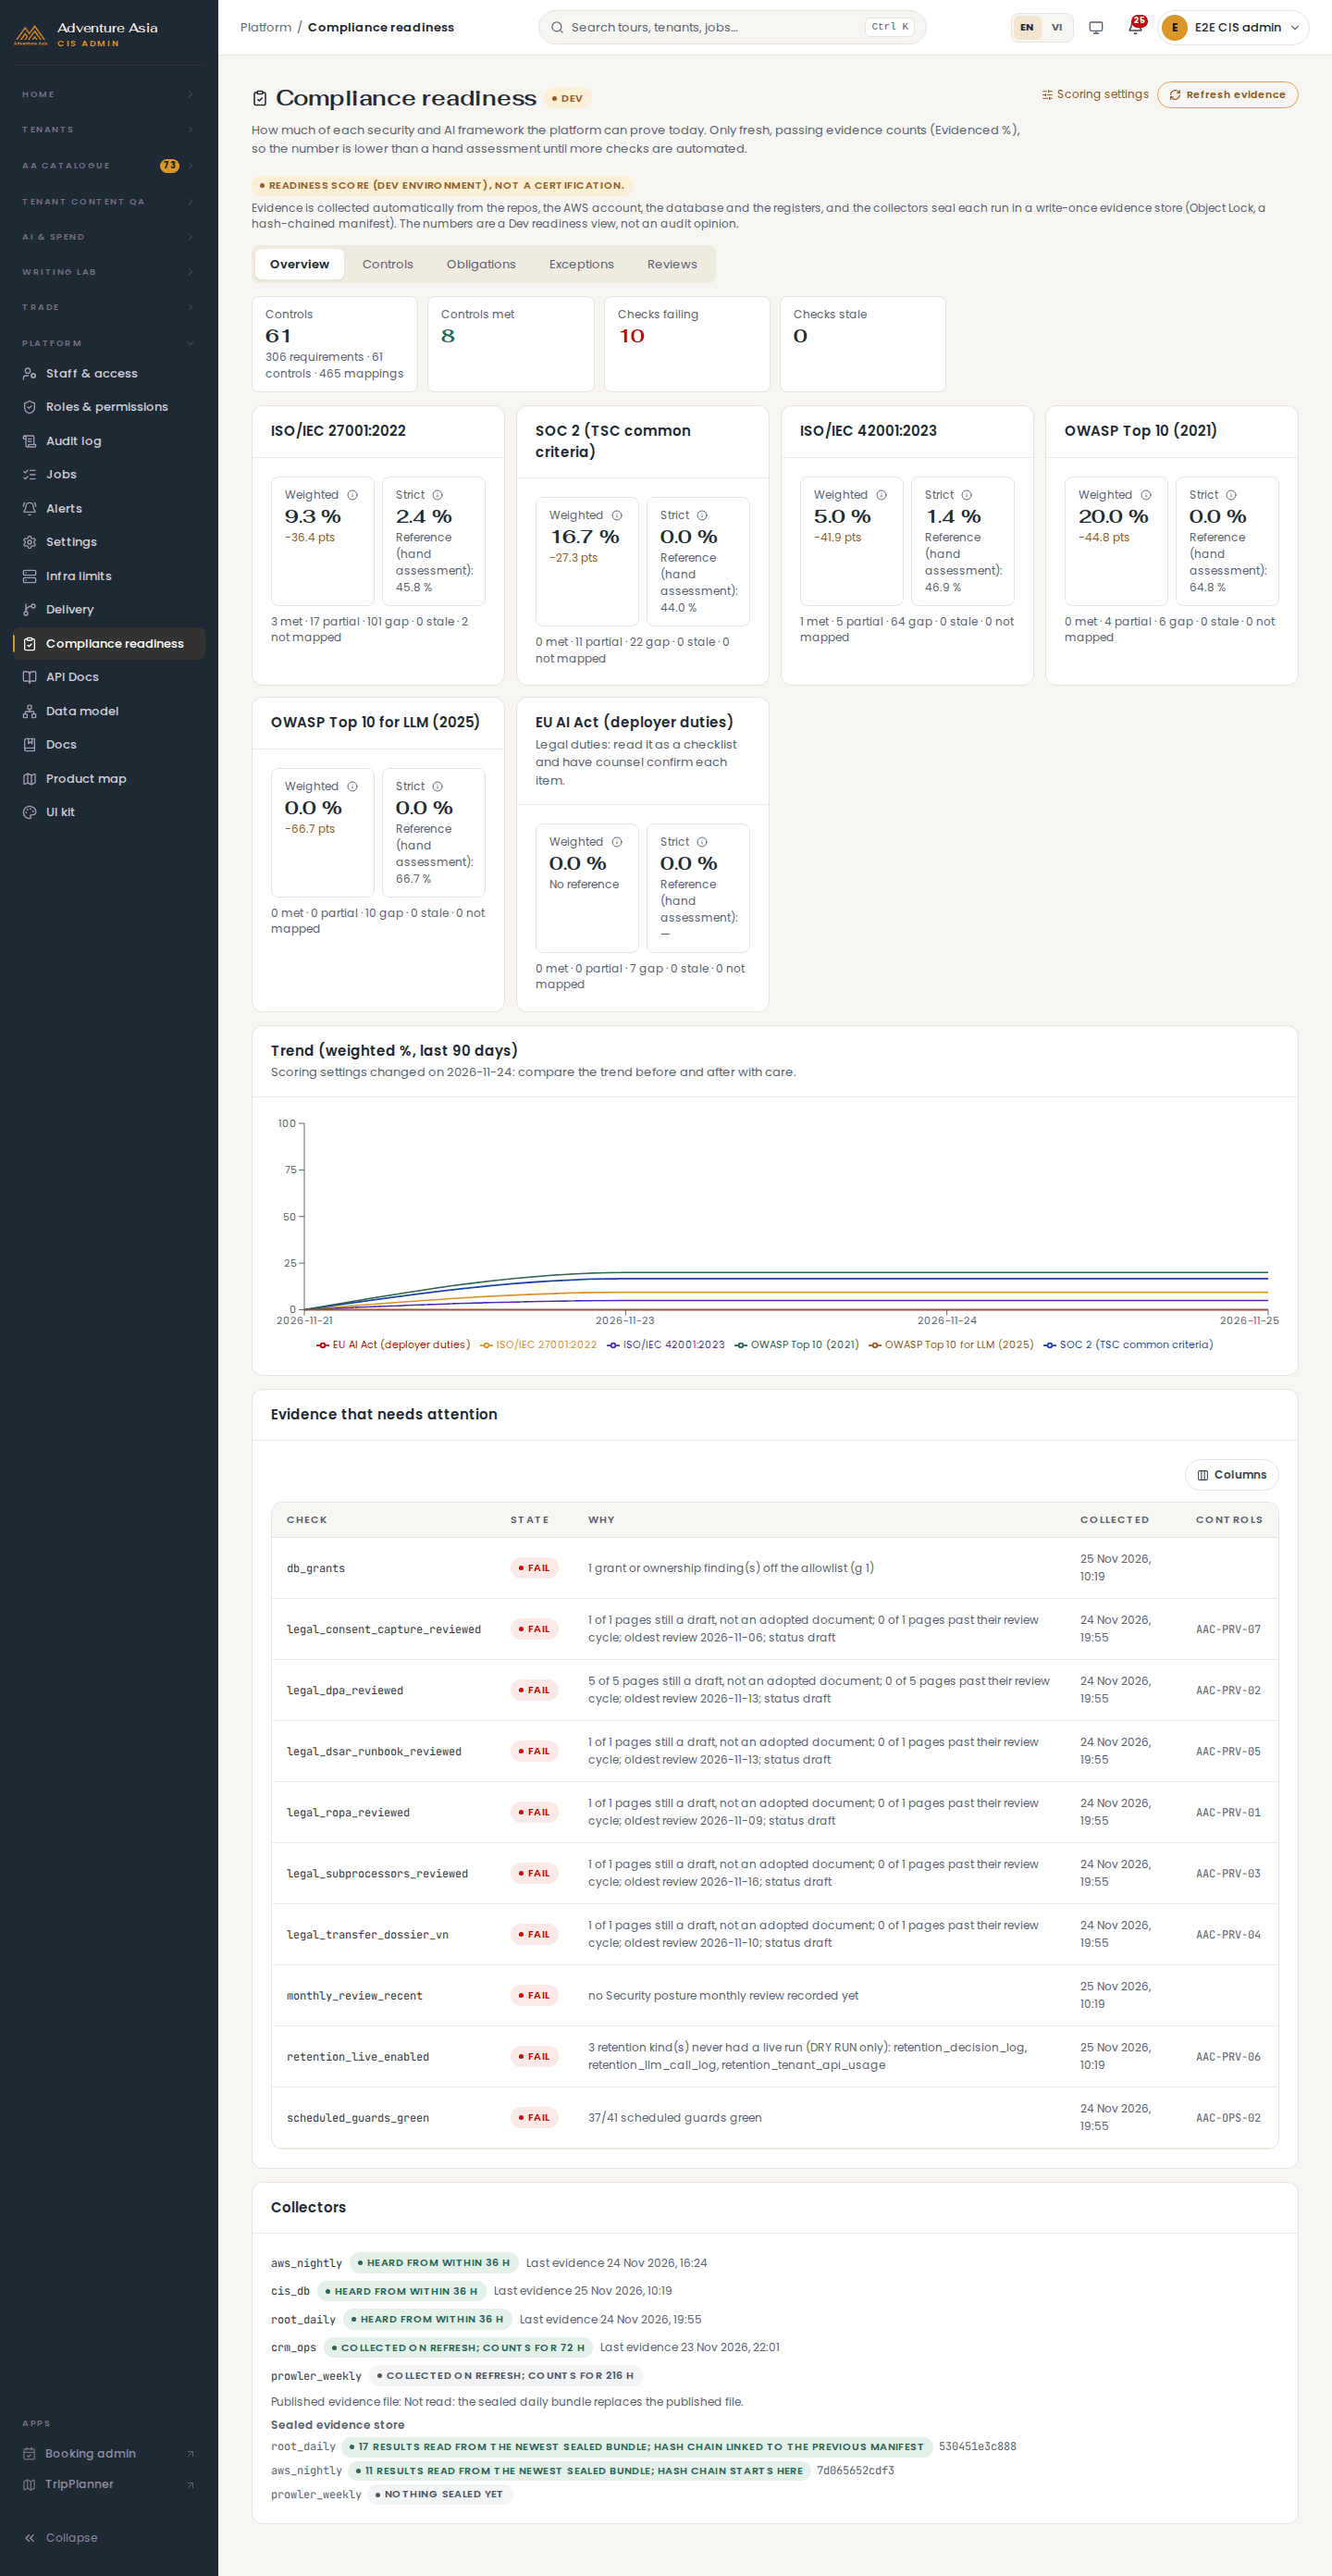 Adventure Asia
CIS ADMIN
HOME
TENANTS
AA CATALOGUE 73
TENANT CONTENT QA
AI & SPEND
WRITING LAB
TRADE
PLATFORM
Staff & access
Roles & permissions
Audit log
Jobs
Alerts
Settings
Infra limits
Delivery
Compliance readiness
API Docs
Data model
Docs
Product map
UI kit
APPS
Booking admin
TripPlanner
Collapse
Platform / Compliance readiness
Search tours, tenants, jobs... Ctrl K
EN VI 25 E E2E CIS admin
Compliance readiness DEV
Scoring settings Refresh evidence
How much of each security and AI framework the platform can prove today. Only fresh, passing evidence counts (Evidenced %),
so the number is lower than a hand assessment until more checks are automated.
READINESS SCORE (DEV ENVIRONMENT), NOT A CERTIFICATION.
Evidence is collected automatically from the repos, the AWS account, the database and the registers, and the collectors seal each run in a write-once evidence store (Object Lock, a
hash-chained manifest). The numbers are a Dev readiness view, not an audit opinion.
Overview Controls Obligations Exceptions Reviews
Controls
61
306 requirements · 61
controls · 465 mappings
Controls met
8
Checks failing
10
Checks stale
0
ISO/IEC 27001:2022
Weighted
9.3 %
-36.4 pts
Strict
2.4 %
Reference
(hand
assessment):
45.8 %
3 met · 17 partial · 101 gap · 0 stale · 2
not mapped
SOC 2 (TSC common
criteria)
Weighted
16.7 %
-27.3 pts
Strict
0.0 %
Reference
(hand
assessment):
44.0 %
0 met · 11 partial · 22 gap · 0 stale · 0
not mapped
ISO/IEC 42001:2023
Weighted
5.0 %
-41.9 pts
Strict
1.4 %
Reference
(hand
assessment):
46.9 %
1 met · 5 partial · 64 gap · 0 stale · 0 not
mapped
OWASP Top 10 (2021)
Weighted
20.0 %
-44.8 pts
Strict
0.0 %
Reference
(hand
assessment):
64.8 %
0 met · 4 partial · 6 gap · 0 stale · 0 not
mapped
OWASP Top 10 for LLM (2025)
Weighted
0.0 %
-66.7 pts
Strict
0.0 %
Reference
(hand
assessment):
66.7 %
0 met · 0 partial · 10 gap · 0 stale · 0 not
mapped
EU AI Act (deployer duties)
Legal duties: read it as a checklist
and have counsel confirm each
item.
Weighted
0.0 %
No reference
Strict
0.0 %
Reference
(hand
assessment):
—
0 met · 0 partial · 7 gap · 0 stale · 0 not
mapped
Trend (weighted %, last 90 days)
Scoring settings changed on 2026-11-24: compare the trend before and after with care.
100
75
50
25
0
2026-11-21 2026-11-23 2026-11-24 2026-11-25
EU AI Act (deployer duties) ISO/IEC 27001:2022 ISO/IEC 42001:2023 OWASP Top 10 (2021) OWASP Top 10 for LLM (2025) SOC 2 (TSC common criteria)
Evidence that needs attention
Columns
CHECK STATE WHY COLLECTED CONTROLS
db_grants FAIL 1 grant or ownership finding(s) off the allowlist (g 1) 25 Nov 2026,
10:19
legal_consent_capture_reviewed FAIL 1 of 1 pages still a draft, not an adopted document; 0 of 1 pages past their review
cycle; oldest review 2026-11-06; status draft 24 Nov 2026,
19:55 AAC-PRV-07
legal_dpa_reviewed FAIL 5 of 5 pages still a draft, not an adopted document; 0 of 5 pages past their review
cycle; oldest review 2026-11-13; status draft 24 Nov 2026,
19:55 AAC-PRV-02
legal_dsar_runbook_reviewed FAIL 1 of 1 pages still a draft, not an adopted document; 0 of 1 pages past their review
cycle; oldest review 2026-11-13; status draft 24 Nov 2026,
19:55 AAC-PRV-05
legal_ropa_reviewed FAIL 1 of 1 pages still a draft, not an adopted document; 0 of 1 pages past their review
cycle; oldest review 2026-11-09; status draft 24 Nov 2026,
19:55 AAC-PRV-01
legal_subprocessors_reviewed FAIL 1 of 1 pages still a draft, not an adopted document; 0 of 1 pages past their review
cycle; oldest review 2026-11-16; status draft 24 Nov 2026,
19:55 AAC-PRV-03
legal_transfer_dossier_vn FAIL 1 of 1 pages still a draft, not an adopted document; 0 of 1 pages past their review
cycle; oldest review 2026-11-10; status draft 24 Nov 2026,
19:55 AAC-PRV-04
monthly_review_recent FAIL no Security posture monthly review recorded yet 25 Nov 2026,
10:19
retention_live_enabled FAIL 3 retention kind(s) never had a live run (DRY RUN only): retention_decision_log,
retention_llm_call_log, retention_tenant_api_usage 25 Nov 2026,
10:19 AAC-PRV-06
scheduled_guards_green FAIL 37/41 scheduled guards green 24 Nov 2026,
19:55 AAC-OPS-02
Collectors
aws_nightly HEARD FROM WITHIN 36 H Last evidence 24 Nov 2026, 16:24
cis_db HEARD FROM WITHIN 36 H Last evidence 25 Nov 2026, 10:19
root_daily HEARD FROM WITHIN 36 H Last evidence 24 Nov 2026, 19:55
crm_ops COLLECTED ON REFRESH; COUNTS FOR 72 H Last evidence 23 Nov 2026, 22:01
prowler_weekly COLLECTED ON REFRESH; COUNTS FOR 216 H
Published evidence file: Not read: the sealed daily bundle replaces the published file.
Sealed evidence store
root_daily 17 RESULTS READ FROM THE NEWEST SEALED BUNDLE; HASH CHAIN LINKED TO THE PREVIOUS MANIFEST 530451e3c888
aws_nightly 11 RESULTS READ FROM THE NEWEST SEALED BUNDLE; HASH CHAIN STARTS HERE 7d065652cdf3
prowler_weekly NOTHING SEALED YET